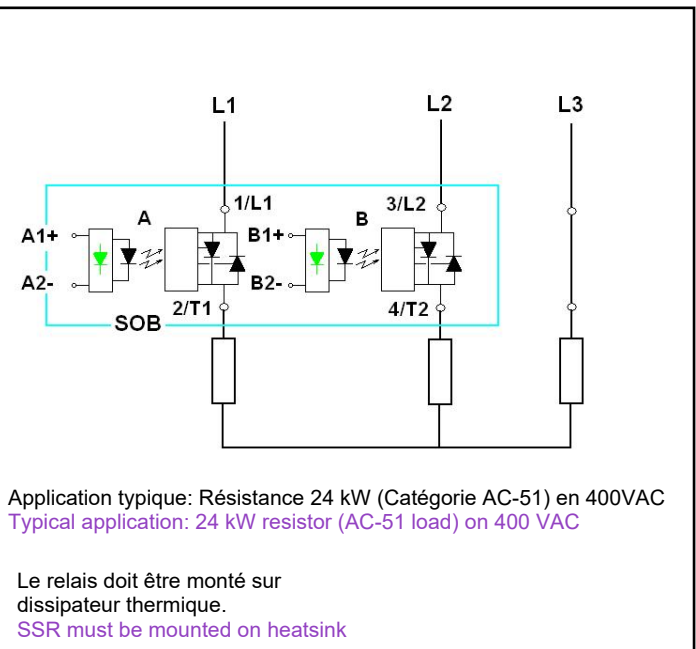 L1 L2 L3
1/L1 3/L2
A B
A1+ B1+
A2- B2-
2/T1 4/T2
SOB
Application typique: Résistance 24 kW (Catégorie AC-51) en 400VAC
Typical application: 24 kW resistor (AC-51 load) on 400 VAC
Le relais doit être monté sur
dissipateur thermique.
SSR must be mounted on heatsink